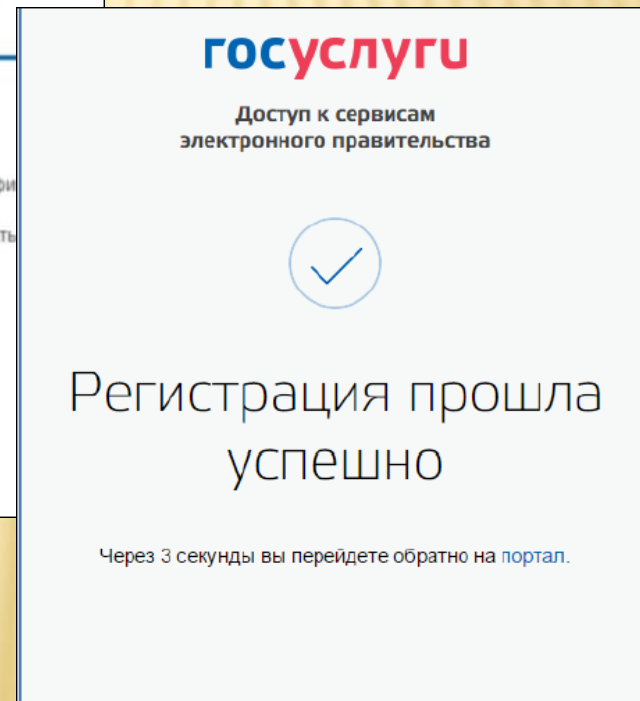 госуслуги
Доступ к сервисам
электронного правительства
Регистрация прошла
успешно
Через 3 секунды вы перейдете обратно на портал.